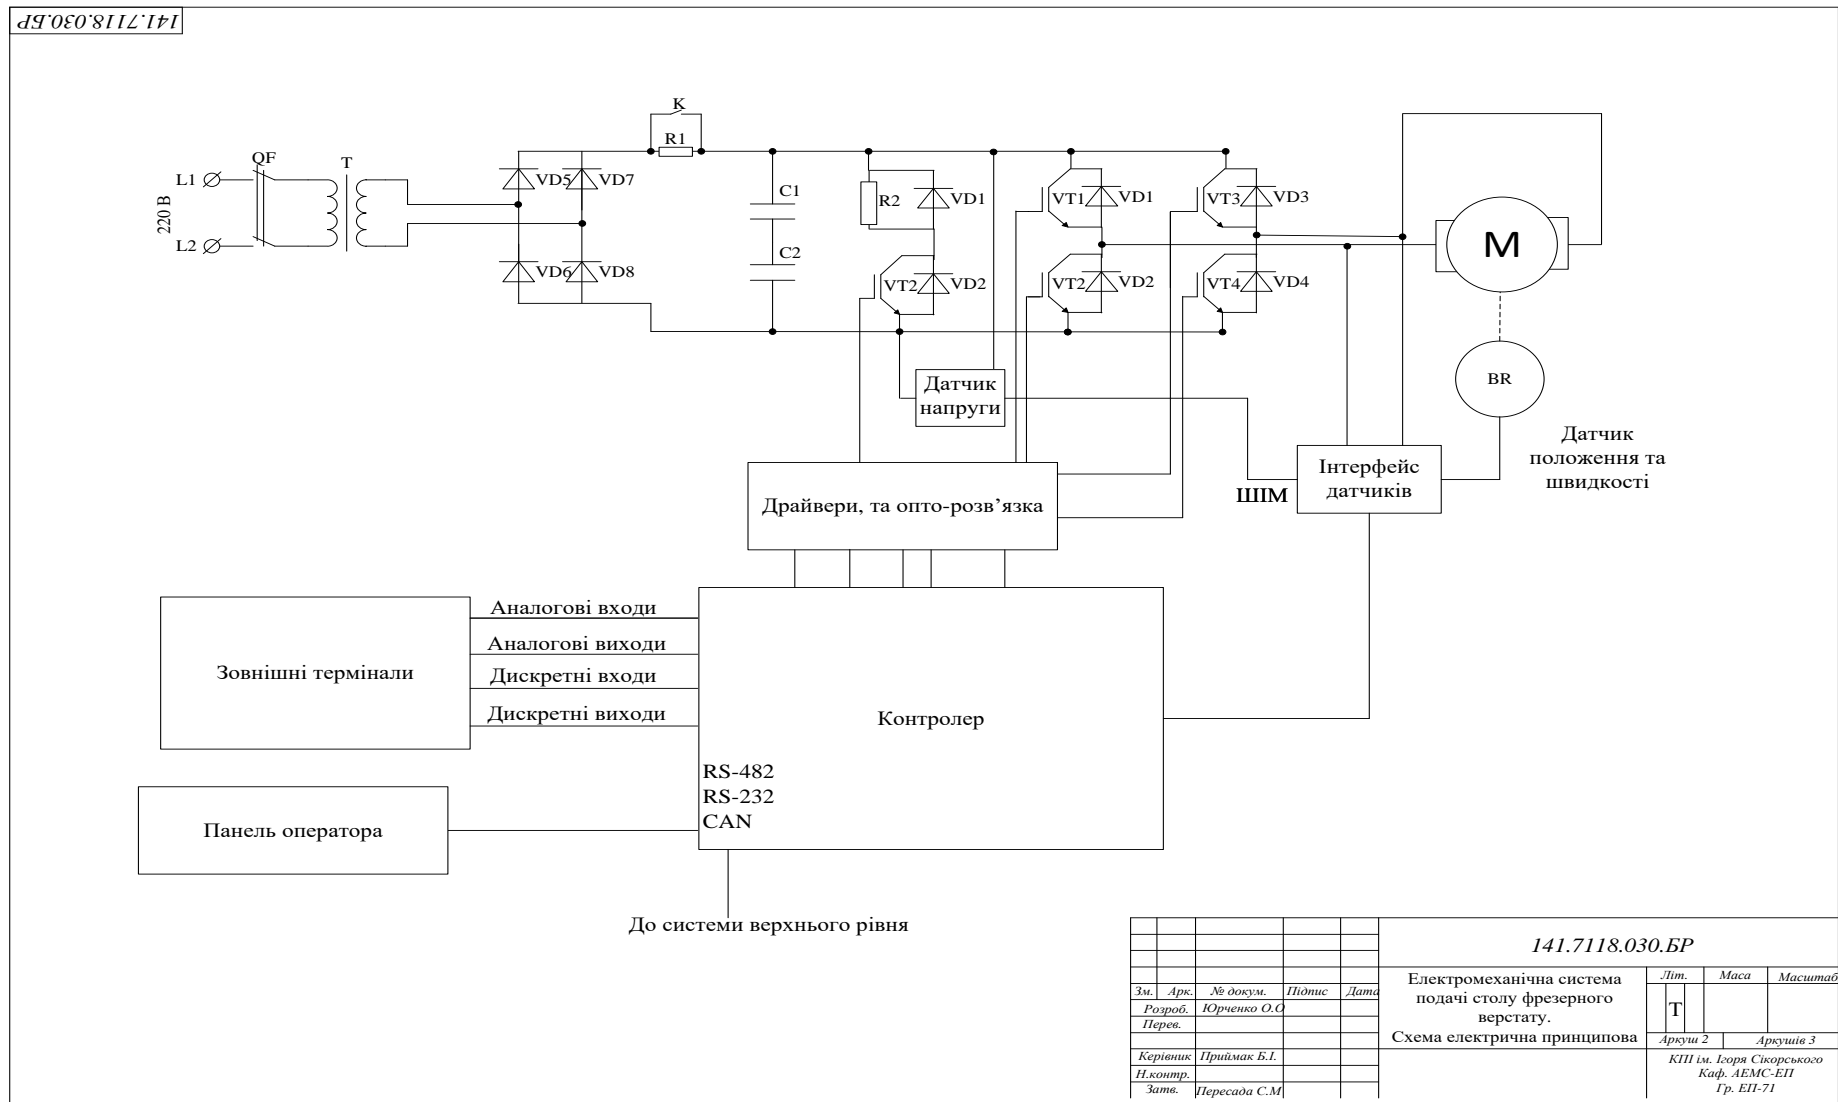 141.7118.030.БР
K
R1
QF
T
L1
220 В
L2
VD5
VD7
VD6
VD8
C1
C2
R2
VD1
VT2
VD2
VT1
VD1
VT3
VD3
VT2
VD2
VT4
VD4
M
BR
Датчик
напруги
Датчик
положення та
швидкості
Інтерфейс
датчиків
ШІМ
Драйвери, та опто-розв’язка
Зовнішні термінали
Аналогові входи
Аналогові виходи
Дискретні входи
Дискретні виходи
Контролер
RS-482
RS-232
CAN
Панель оператора
До системи верхнього рівня
141.7118.030.БР
Електромеханічна система
подачі столу фрезерного
верстату.
Схема електрична принципова
Літ. Маса Масштаб
Т
Аркуш 2 Аркушів 3
КПІ ім. Ігоря Сікорського
Каф. АЕМС-ЕП
Гр. ЕП-71
Зм. Арк. № докум. Підпис Дата
Розроб. Юрченко О.О
Перев.
Керівник Приймак Б.І.
Н.контр.
Затв. Пересада С.М